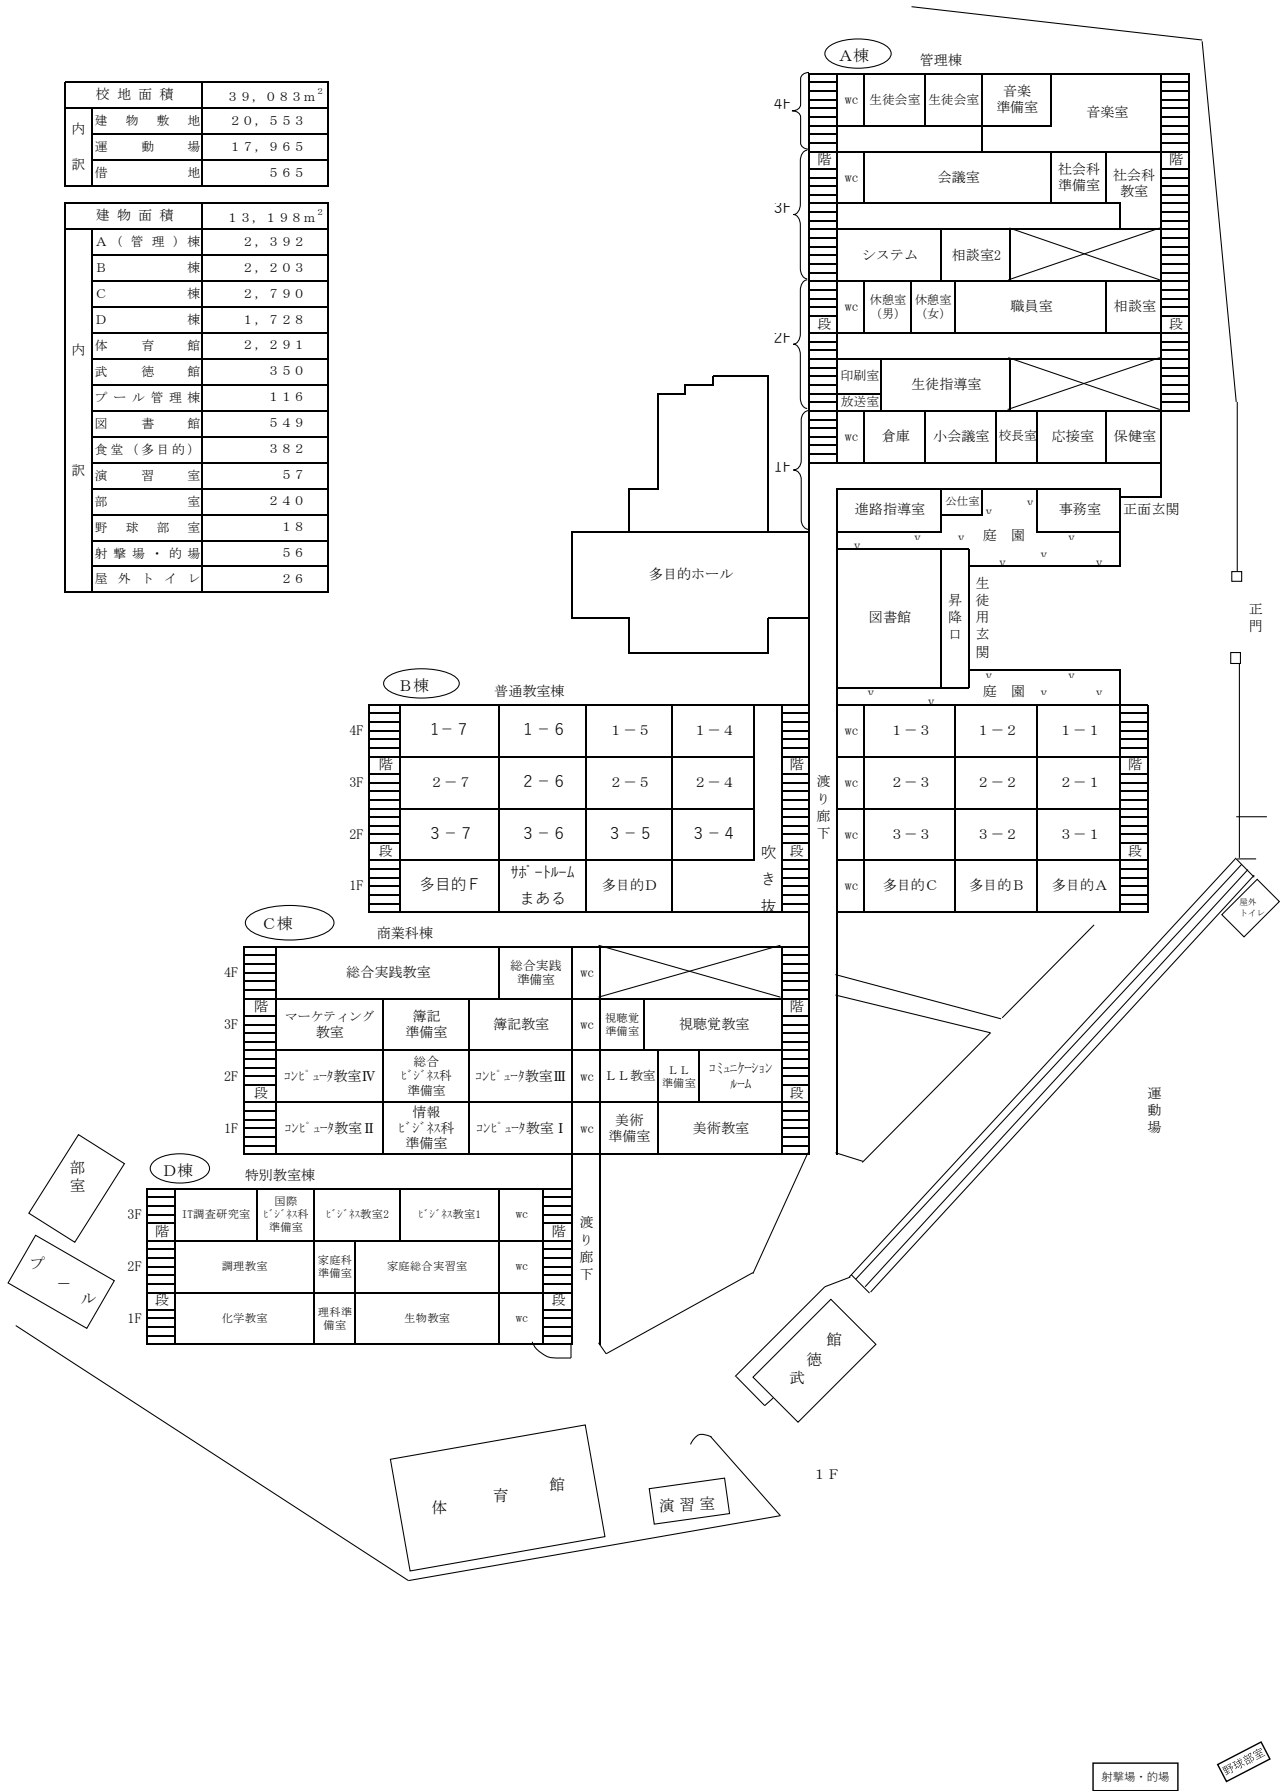 校地面積 39,083m²
内訳
建物敷地 20,553
運動場 17,965
借地 565
建物面積 13,198m²
内訳
A(管理)棟 2,392
B棟 2,203
C棟 2,790
D棟 1,728
体育館 2,291
武徳館 350
プール管理棟 116
図書館 549
食堂(多目的) 382
演習室 57
部室 240
野球部室 18
射撃場・的場 56
屋外トイレ 26
A棟 管理棟
4F wc 生徒会室 生徒会室 音楽準備室 音楽室
階 階
3F wc 会議室 社会科準備室 社会科教室
システム 相談室2
2F wc 休憩室(男) 休憩室(女) 職員室 相談室
段 段
印刷室 放送室 生徒指導室
1F wc 倉庫 小会議室 校長室 応接室 保健室
進路指導室 公仕室 v 事務室 正面玄関
v v v 庭園 v
v v v
多目的ホール
図書館 昇降口 生徒用玄関
正門
v v 庭園 v v v v
B棟 普通教室棟
4F 1-7 1-6 1-5 1-4 wc 1-3 1-2 1-1
階 階 階
3F 2-7 2-6 2-5 2-4 wc 2-3 2-2 2-1
2F 3-7 3-6 3-5 3-4 wc 3-3 3-2 3-1
段 段 段
1F 多目的F サポートルームまある 多目的D wc 多目的C 多目的B 多目的A
吹き抜
渡り廊下
屋外トイレ
C棟 商業科棟
4F 総合実践教室 総合実践準備室 wc
階 階
3F マーケティング教室 簿記準備室 簿記教室 wc 視聴覚準備室 視聴覚教室
2F コンピュータ教室Ⅳ 総合ビジネス科準備室 コンピュータ教室Ⅲ wc LL教室 LL準備室 コミュニケーションルーム
段 段
1F コンピュータ教室Ⅱ 情報ビジネス科準備室 コンピュータ教室Ⅰ wc 美術準備室 美術教室
運動場
部室
プール
D棟 特別教室棟
3F IT調査研究室 国際ビジネス科準備室 ビジネス教室2 ビジネス教室1 wc
階 階
2F 調理教室 家庭科準備室 家庭総合実習室 wc
段 段
1F 化学教室 理科準備室 生物教室 wc
渡り廊下
武徳館
体育館
演習室
1F
射撃場・的場
野球部室